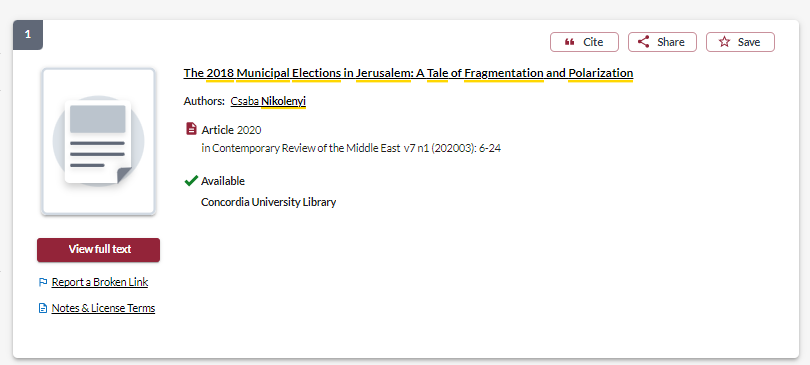 1
Cite
Share
Save
The 2018 Municipal Elections in Jerusalem: A Tale of Fragmentation and Polarization
Authors: Csaba Nikolenyi
Article 2020
in Contemporary Review of the Middle East v7 n1 (202003): 6-24
Available
Concordia University Library
View full text
Report a Broken Link
Notes & License Terms